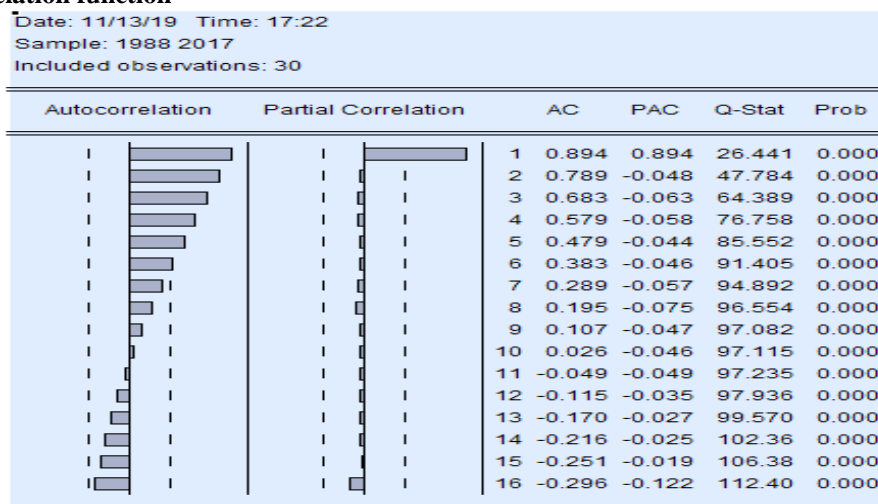 elation function
Date: 11/13/19 Time: 17:22
Sample: 1988 2017
Included observations: 30
Autocorrelation Partial Correlation AC PAC Q-Stat Prob
1 0.894 0.894 26.441 0.000
2 0.789 -0.048 47.784 0.000
3 0.683 -0.063 64.389 0.000
4 0.579 -0.058 76.758 0.000
5 0.479 -0.044 85.552 0.000
6 0.383 -0.046 91.405 0.000
7 0.289 -0.057 94.892 0.000
8 0.195 -0.075 96.554 0.000
9 0.107 -0.047 97.082 0.000
10 0.026 -0.046 97.115 0.000
11 -0.049 -0.049 97.235 0.000
12 -0.115 -0.035 97.936 0.000
13 -0.170 -0.027 99.570 0.000
14 -0.216 -0.025 102.36 0.000
15 -0.251 -0.019 106.38 0.000
16 -0.296 -0.122 112.40 0.000